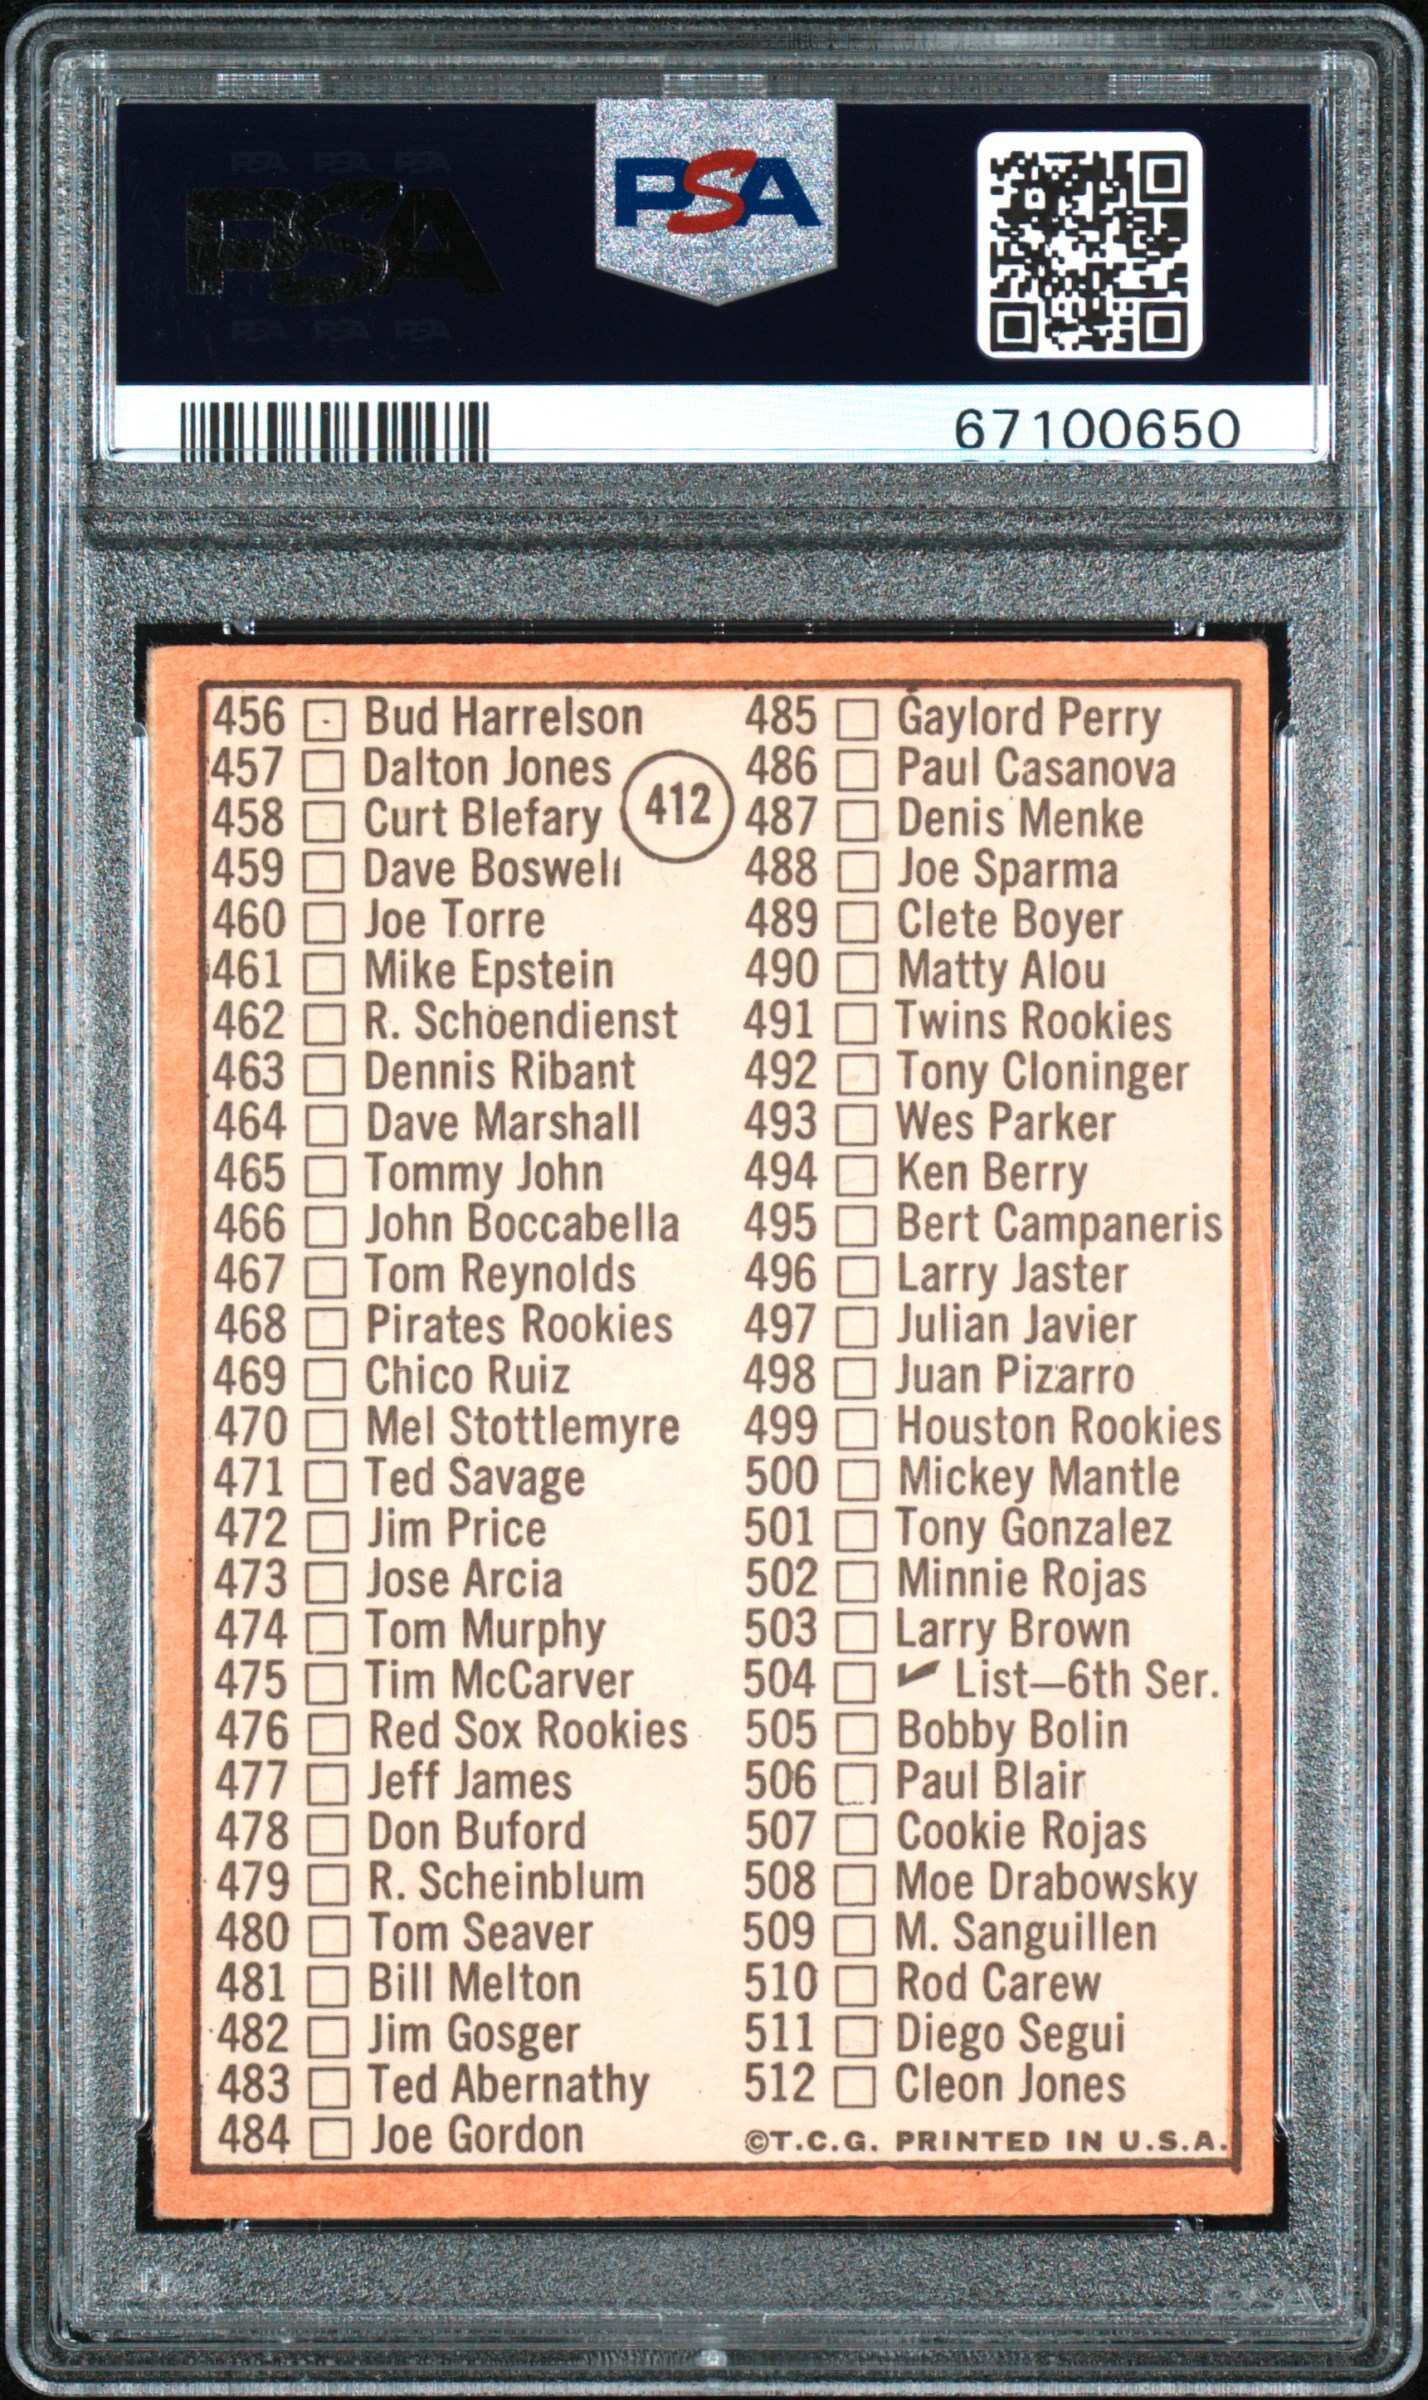 PSA PSA PSA
PSA
PSA PSA PSA
PSA
67100650
412
456 Bud Harrelson
457 Dalton Jones
458 Curt Blefary
459 Dave Boswell
460 Joe Torre
461 Mike Epstein
462 R. Schoendienst
463 Dennis Ribant
464 Dave Marshall
465 Tommy John
466 John Boccabella
467 Tom Reynolds
468 Pirates Rookies
469 Chico Ruiz
470 Mel Stottlemyre
471 Ted Savage
472 Jim Price
473 Jose Arcia
474 Tom Murphy
475 Tim McCarver
476 Red Sox Rookies
477 Jeff James
478 Don Buford
479 R. Scheinblum
480 Tom Seaver
481 Bill Melton
482 Jim Gosger
483 Ted Abernathy
484 Joe Gordon
485 Gaylord Perry
486 Paul Casanova
487 Denis Menke
488 Joe Sparma
489 Clete Boyer
490 Matty Alou
491 Twins Rookies
492 Tony Cloninger
493 Wes Parker
494 Ken Berry
495 Bert Campaneris
496 Larry Jaster
497 Julian Javier
498 Juan Pizarro
499 Houston Rookies
500 Mickey Mantle
501 Tony Gonzalez
502 Minnie Rojas
503 Larry Brown
504 ✓ List—6th Ser.
505 Bobby Bolin
506 Paul Blair
507 Cookie Rojas
508 Moe Drabowsky
509 M. Sanguillen
510 Rod Carew
511 Diego Segui
512 Cleon Jones
©T.C.G. PRINTED IN U.S.A.
PSA